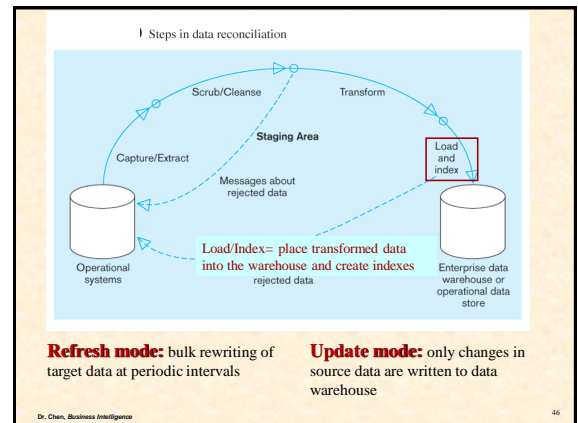 ) Steps in data reconciliation
Scrub/Cleanse
Transform
Staging Area
Load
and
index
Capture/Extract
Messages about
rejected data
Load/Index= place transformed data
into the warehouse and create indexes
rejected data
Operational
systems
Enterprise data
warehouse or
operational data
store
Refresh mode: bulk rewriting of
target data at periodic intervals
Update mode: only changes in
source data are written to data
warehouse
Dr. Chen, Business Intelligence
46